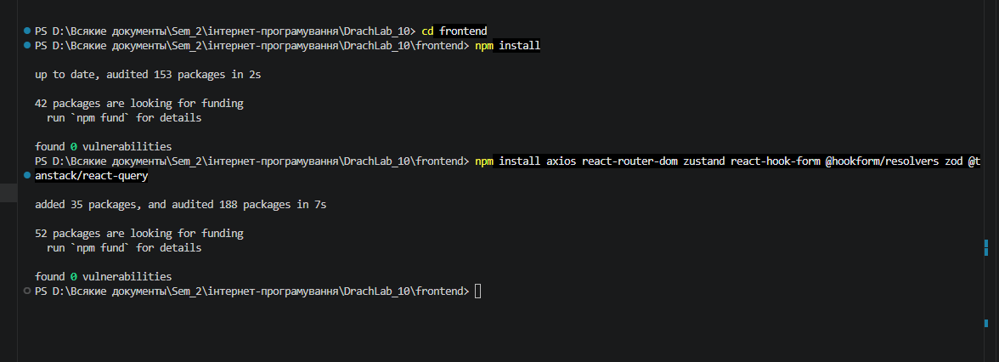 PS D:\Всякие документы\Sem_2\інтернет-програмування\DrachLab_10> cd frontend
PS D:\Всякие документы\Sem_2\інтернет-програмування\DrachLab_10\frontend> npm install
up to date, audited 153 packages in 2s
42 packages are looking for funding
run `npm fund` for details
found 0 vulnerabilities
PS D:\Всякие документы\Sem_2\інтернет-програмування\DrachLab_10\frontend> npm install axios react-router-dom zustand react-hook-form @hookform/resolvers zod @t
anstack/react-query
added 35 packages, and audited 188 packages in 7s
52 packages are looking for funding
run `npm fund` for details
found 0 vulnerabilities
PS D:\Всякие документы\Sem_2\інтернет-програмування\DrachLab_10\frontend>